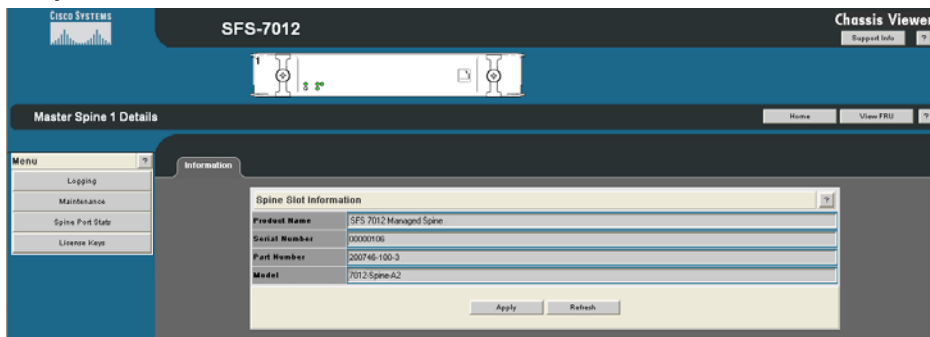 CISCO SYSTEMS
SFS-7012
Chassis Viewer
Support Info ?
1
Master Spine 1 Details
Home View FRU ?
Menu ?
Logging
Maintenance
Spine Port Stats
License Keys
Information
Spine Slot Information ?
Product Name SFS 7012 Managed Spine
Serial Number 00000106
Part Number 200746-100-3
Model 7012-Spine-A2
Apply Refresh